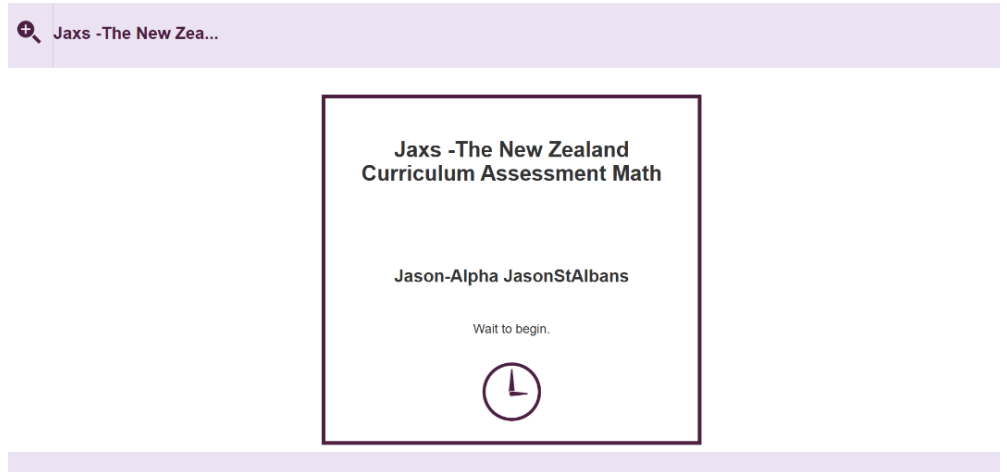 Jaxs -The New Zea...
Jaxs -The New Zealand
Curriculum Assessment Math
Jason-Alpha JasonStAlbans
Wait to begin.